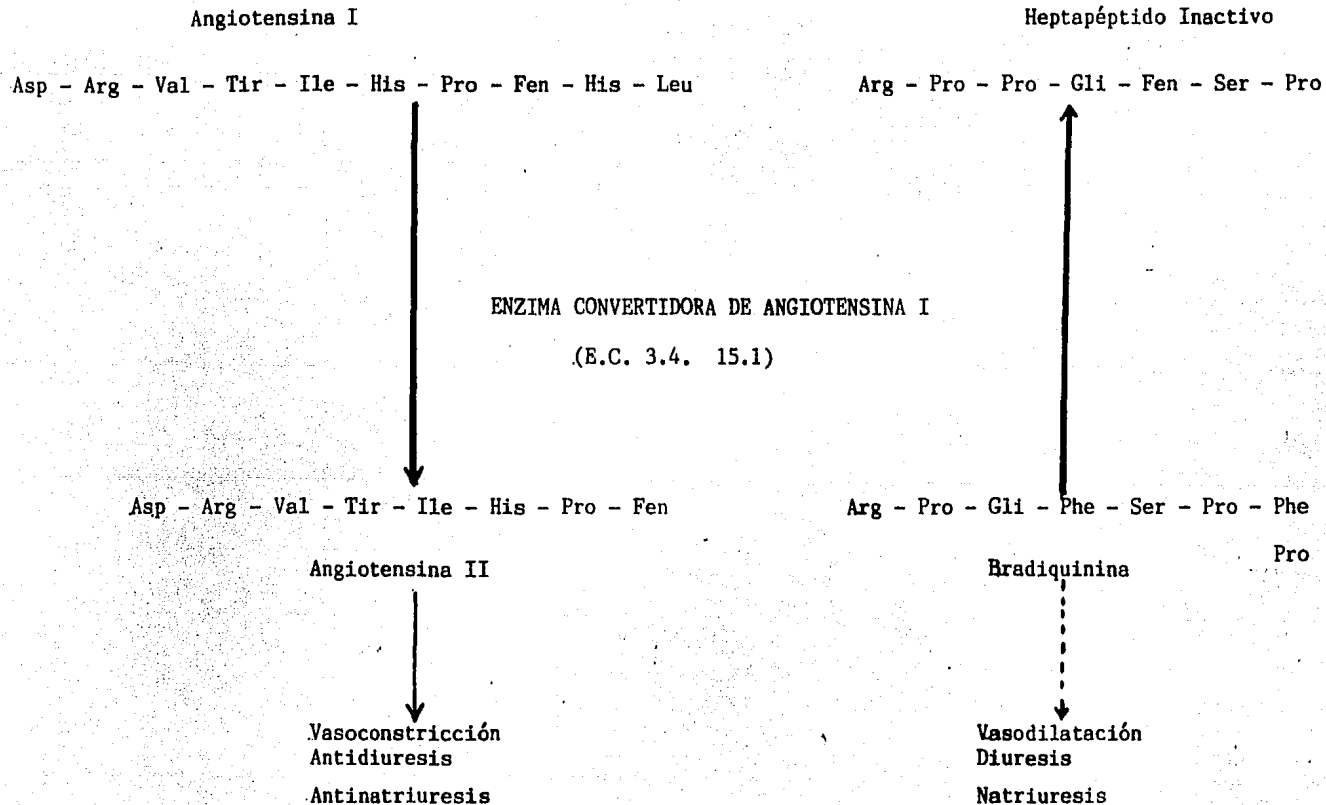 Angiotensina I
Heptapéptido Inactivo
Asp - Arg - Val - Tir - Ile - His - Pro - Fen - His - Leu
Arg - Pro - Pro - Gli - Fen - Ser - Pro
ENZIMA CONVERTIDORA DE ANGIOTENSINA I
(E.C. 3.4. 15.1)
Asp - Arg - Val - Tir - Ile - His - Pro - Fen
Arg - Pro - Gli - Phe - Ser - Pro - Phe
Pro
Angiotensina II
Bradiquinina
Vasoconstricción
Antidiuresis
Antinatriuresis
Vasodilatación
Diuresis
Natriuresis